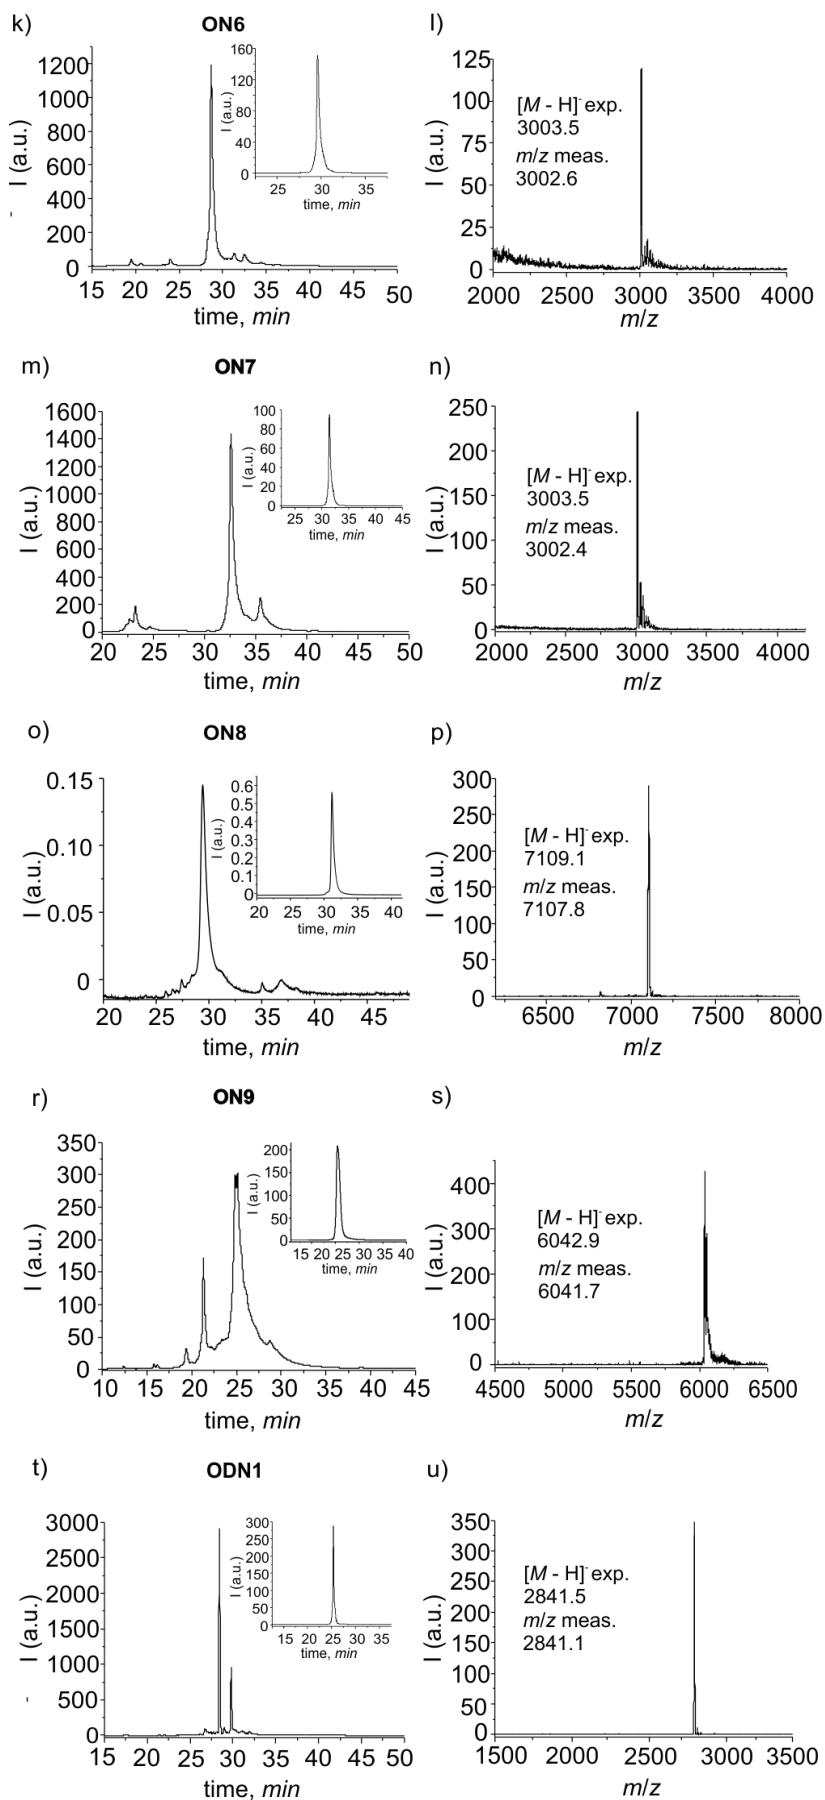 k)
ON6
1200
1000
800
600
400
200
0
I (a.u.)
15 20 25 30 35 40 45 50
time, min
160
120
80
40
0
I (a.u.)
25 30 35
time, min
l)
125
100
75
50
25
0
I (a.u.)
[M - H]⁻ exp.
3003.5
m/z meas.
3002.6
2000 2500 3000 3500 4000
m/z
m)
ON7
1600
1400
1200
1000
800
600
400
200
0
I (a.u.)
20 25 30 35 40 45 50
time, min
100
80
60
40
20
0
I (a.u.)
25 30 35 40 45
time, min
n)
250
200
150
100
50
0
I (a.u.)
[M - H]⁻ exp.
3003.5
m/z meas.
3002.4
2000 2500 3000 3500 4000
m/z
o)
ON8
0.15
0.10
0.05
0
I (a.u.)
20 25 30 35 40 45
time, min
0.6
0.5
0.4
0.3
0.2
0.1
0
I (a.u.)
20 25 30 35 40
time, min
p)
300
250
200
150
100
50
0
I (a.u.)
[M - H]⁻ exp.
7109.1
m/z meas.
7107.8
6500 7000 7500 8000
m/z
r)
ON9
350
300
250
200
150
100
50
0
I (a.u.)
10 15 20 25 30 35 40 45
time, min
200
150
100
50
0
I (a.u.)
15 20 25 30 35 40
time, min
s)
400
300
200
100
0
I (a.u.)
[M - H]⁻ exp.
6042.9
m/z meas.
6041.7
4500 5000 5500 6000 6500
m/z
t)
ODN1
3000
2500
2000
1500
1000
500
0
I (a.u.)
15 20 25 30 35 40 45 50
time, min
300
250
200
150
100
50
0
I (a.u.)
15 20 25 30 35
time, min
u)
350
300
250
200
150
100
50
0
I (a.u.)
[M - H]⁻ exp.
2841.5
m/z meas.
2841.1
1500 2000 2500 3000 3500
m/z